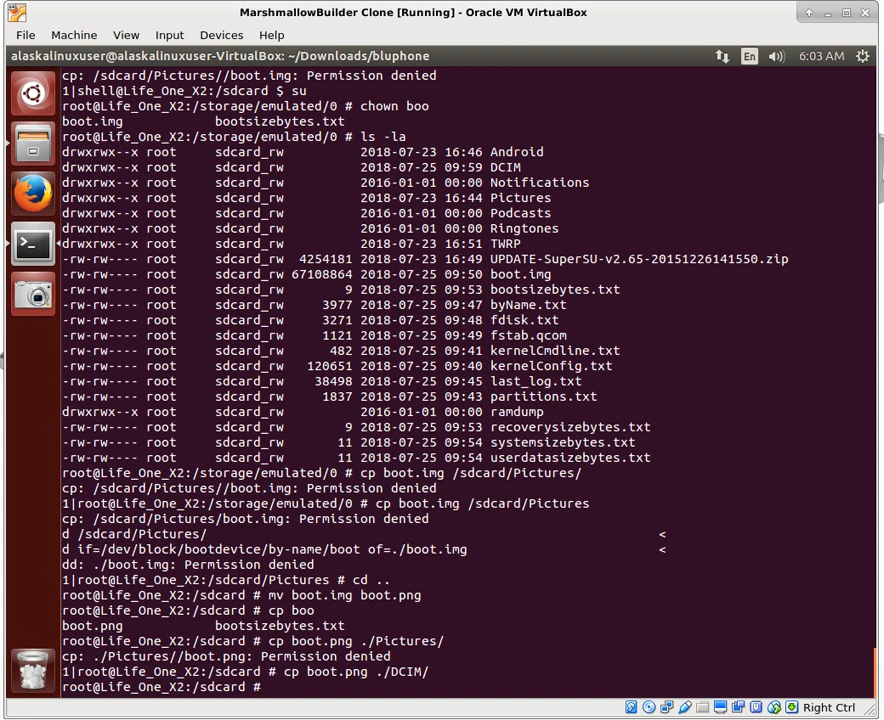 MarshmallowBuilder Clone [Running] - Oracle VM VirtualBox
File Machine View Input Devices Help
alaskalinuxuser@alaskalinuxuser-VirtualBox: ~/Downloads/bluphone En 6:03 AM
cp: /sdcard/Pictures//boot.img: Permission denied
1|shell@Life_One_X2:/sdcard $ su
root@Life_One_X2:/storage/emulated/0 # chown boo
boot.img bootsizebytes.txt
root@Life_One_X2:/storage/emulated/0 # ls -la
drwxrwx--x root sdcard_rw 2018-07-23 16:46 Android
drwxrwx--x root sdcard_rw 2018-07-25 09:59 DCIM
drwxrwx--x root sdcard_rw 2016-01-01 00:00 Notifications
drwxrwx--x root sdcard_rw 2018-07-23 16:44 Pictures
drwxrwx--x root sdcard_rw 2016-01-01 00:00 Podcasts
drwxrwx--x root sdcard_rw 2016-01-01 00:00 Ringtones
drwxrwx--x root sdcard_rw 2018-07-23 16:51 TWRP
-rw-rw---- root sdcard_rw 4254181 2018-07-23 16:49 UPDATE-SuperSU-v2.65-20151226141550.zip
-rw-rw---- root sdcard_rw 67108864 2018-07-25 09:50 boot.img
-rw-rw---- root sdcard_rw 9 2018-07-25 09:53 bootsizebytes.txt
-rw-rw---- root sdcard_rw 3977 2018-07-25 09:47 byName.txt
-rw-rw---- root sdcard_rw 3271 2018-07-25 09:48 fdisk.txt
-rw-rw---- root sdcard_rw 1121 2018-07-25 09:49 fstab.qcom
-rw-rw---- root sdcard_rw 482 2018-07-25 09:41 kernelCmdline.txt
-rw-rw---- root sdcard_rw 120651 2018-07-25 09:40 kernelConfig.txt
-rw-rw---- root sdcard_rw 38498 2018-07-25 09:45 last_log.txt
-rw-rw---- root sdcard_rw 1837 2018-07-25 09:44 partitions.txt
drwxrwx--x root sdcard_rw 2016-01-01 00:00 ramdump
-rw-rw---- root sdcard_rw 9 2018-07-25 09:53 recoverysizebytes.txt
-rw-rw---- root sdcard_rw 11 2018-07-25 09:54 systemsizebytes.txt
-rw-rw---- root sdcard_rw 11 2018-07-25 09:54 userdatasizebytes.txt
root@Life_One_X2:/storage/emulated/0 # cp boot.img /sdcard/Pictures/
cp: /sdcard/Pictures//boot.img: Permission denied
1|root@Life_One_X2:/storage/emulated/0 # cp boot.img /sdcard/Pictures
cp: /sdcard/Pictures/boot.img: Permission denied
d /sdcard/Pictures/ <
d if=/dev/block/bootdevice/by-name/boot of=./boot.img <
dd: ./boot.img: Permission denied
1|root@Life_One_X2:/sdcard/Pictures # cd ..
root@Life_One_X2:/sdcard # mv boot.img boot.png
root@Life_One_X2:/sdcard # cp boo
boot.png bootsizebytes.txt
root@Life_One_X2:/sdcard # cp boot.png ./Pictures/
cp: ./Pictures//boot.png: Permission denied
1|root@Life_One_X2:/sdcard # cp boot.png ./DCIM/
root@Life_One_X2:/sdcard #
Right Ctrl